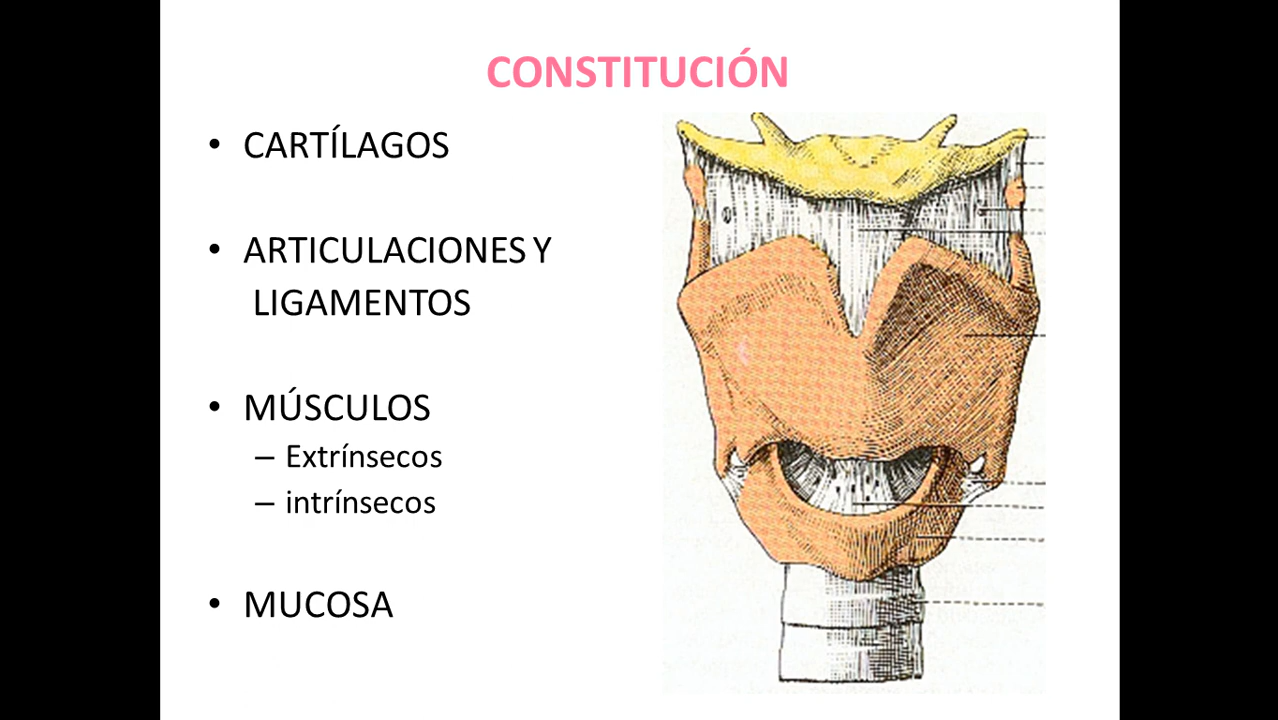 CONSTITUCIÓN
• CARTÍLAGOS
• ARTICULACIONES Y
LIGAMENTOS
• MÚSCULOS
– Extrínsecos
– intrínsecos
• MUCOSA